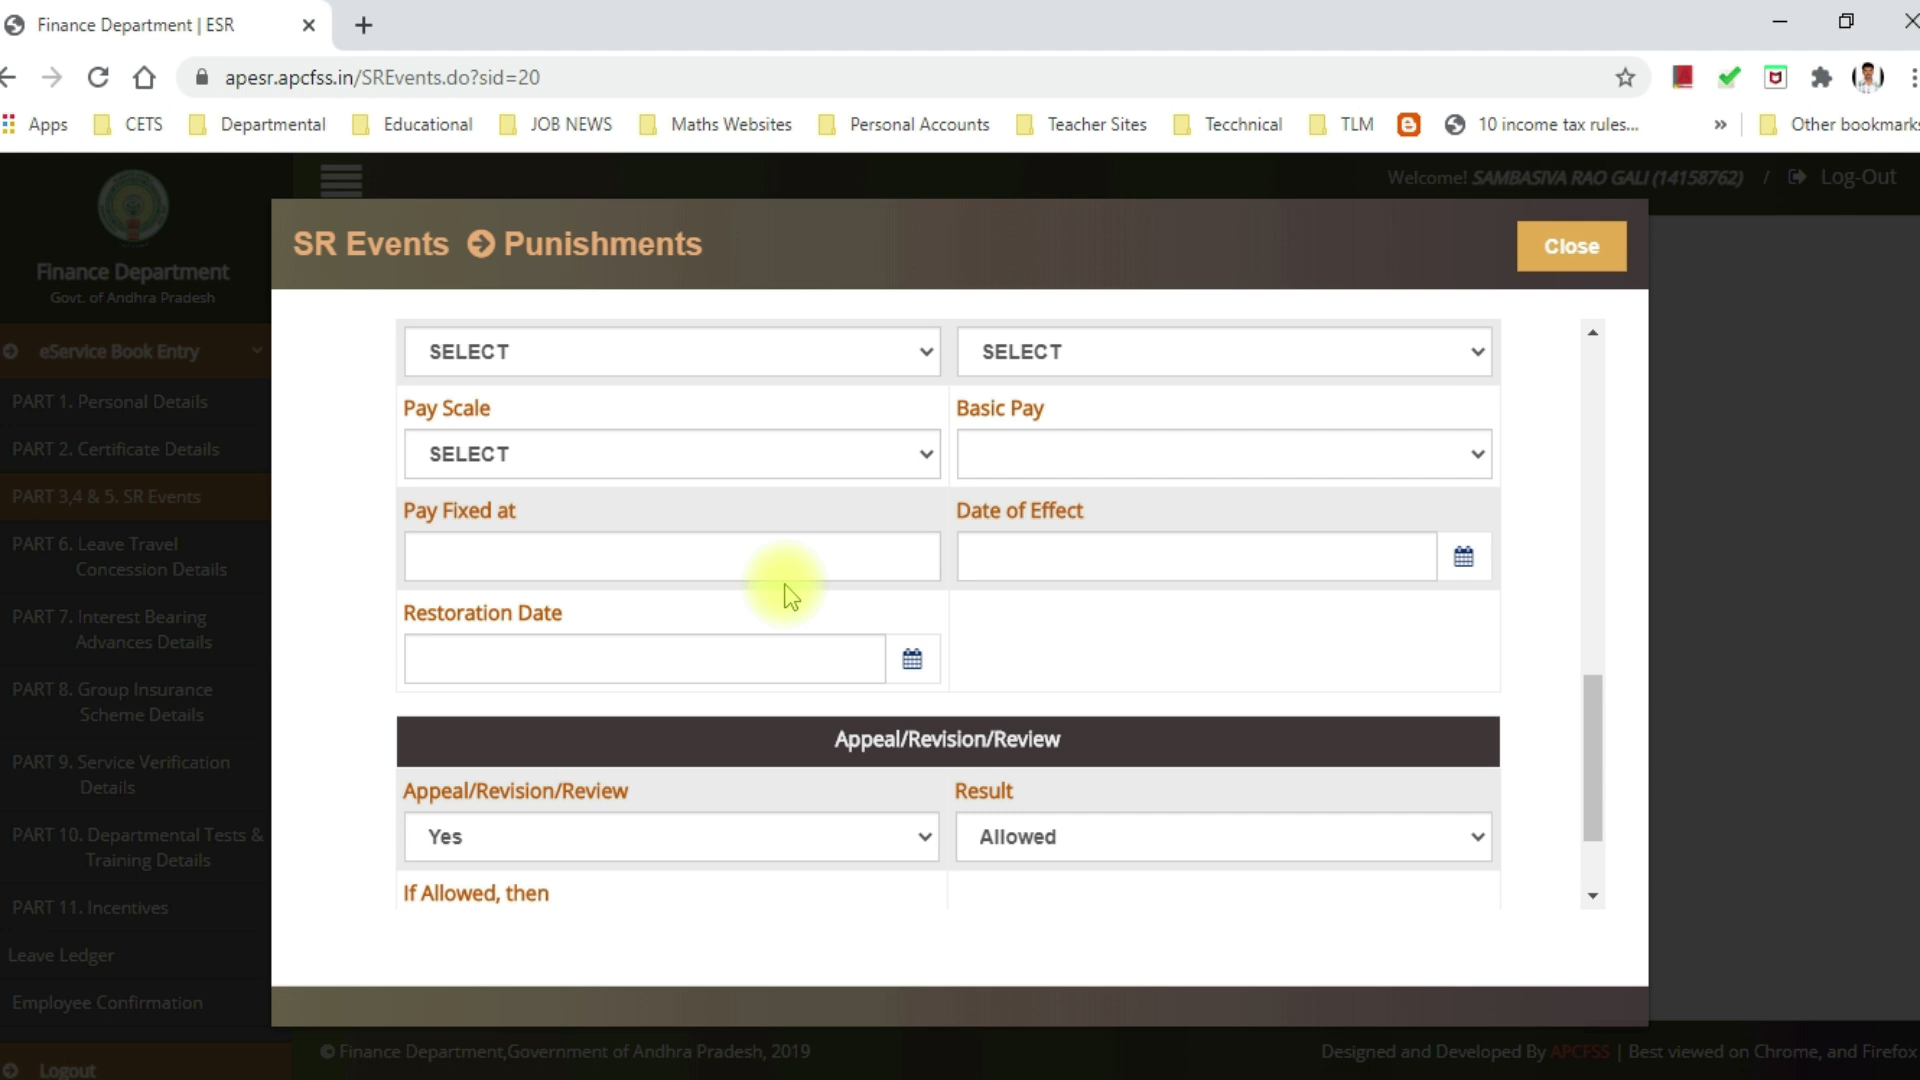 Finance Department | ESR
apesr.apcfss.in/SREvents.do?sid=20
Apps CETS Departmental Educational JOB NEWS Maths Websites Personal Accounts Teacher Sites Tecchnical TLM 10 income tax rules... » Other bookmarks
Welcome! SAMBASIVA RAO GALI (14158762) / Log-Out
Finance Department
Govt. of Andhra Pradesh
eService Book Entry
PART 1. Personal Details
PART 2. Certificate Details
PART 3,4 & 5. SR Events
PART 6. Leave Travel
Concession Details
PART 7. Interest Bearing
Advances Details
PART 8. Group Insurance
Scheme Details
PART 9. Service Verification
Details
PART 10. Departmental Tests &
Training Details
PART 11. Incentives
Leave Ledger
Employee Confirmation
Logout
SR Events Punishments
Close
SELECT SELECT
Pay Scale Basic Pay
SELECT
Pay Fixed at Date of Effect
Restoration Date
Appeal/Revision/Review
Appeal/Revision/Review Result
Yes Allowed
If Allowed, then
© Finance Department,Government of Andhra Pradesh, 2019
Designed and Developed By APCFSS | Best viewed on Chrome, and Firefox